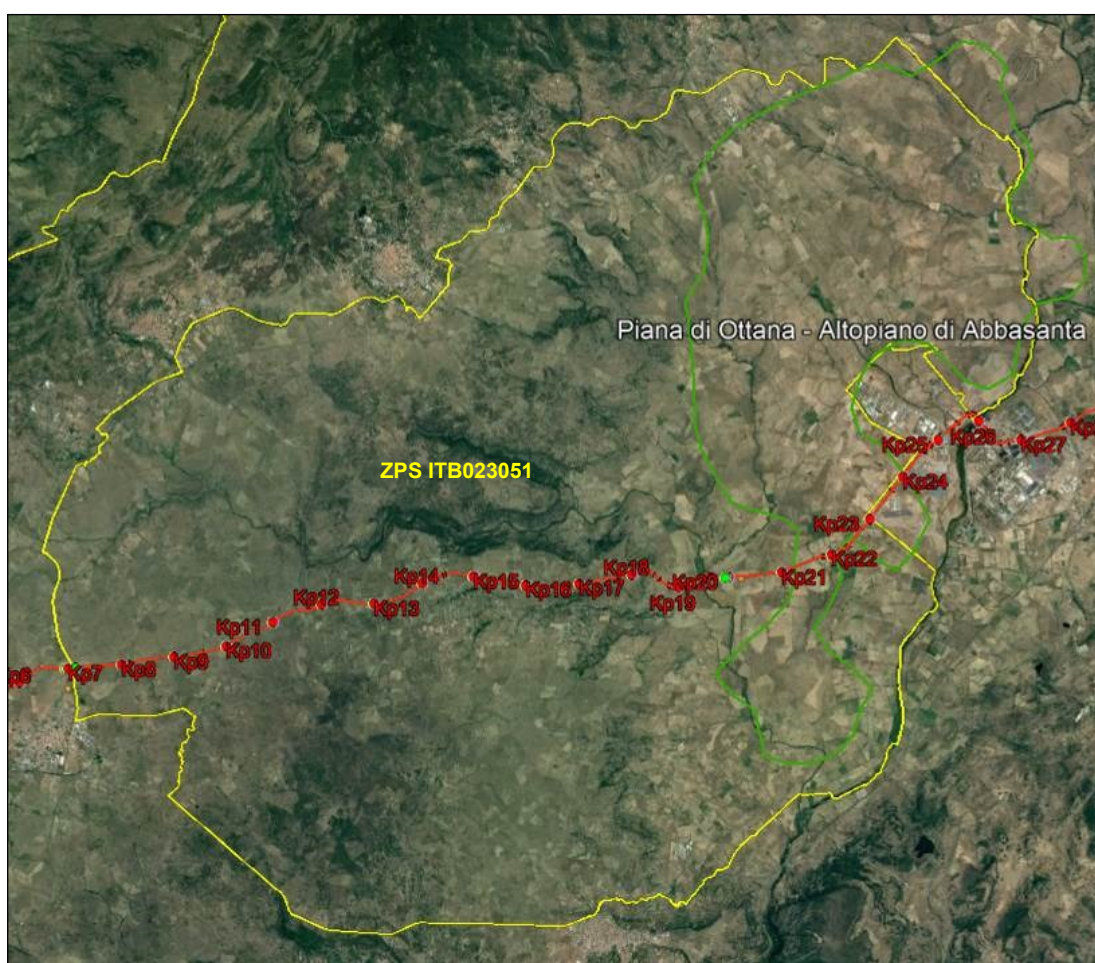 Piana di Ottana - Altopiano di Abbasanta
Kp25
Kp26
Kp27
ZPS ITB023051
Kp24
Kp23
Kp22
Kp21
Kp20
Kp19
Kp18
Kp17
Kp16
Kp15
Kp14
Kp13
Kp12
Kp11
Kp10
Kp9
Kp8
Kp7